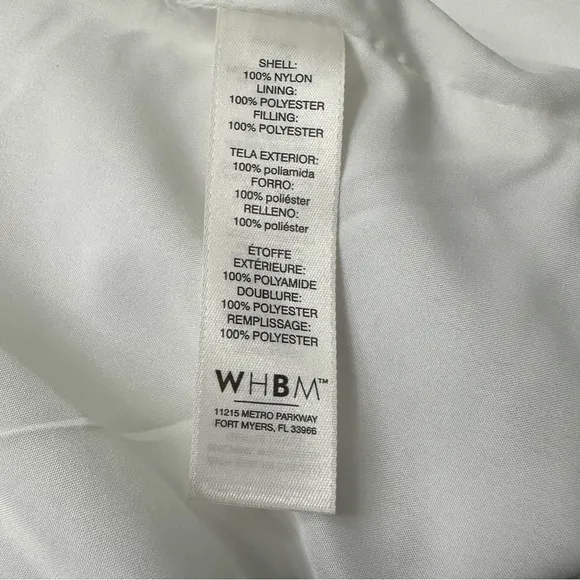 SHELL:
100% NYLON
LINING:
100% POLYESTER
FILLING:
100% POLYESTER
TELA EXTERIOR:
100% poliamida
FORRO:
100% poliéster
RELLENO:
100% poliéster
ÉTOFFE
EXTÉRIEURE:
100% POLYAMIDE
DOUBLURE:
100% POLYESTER
REMPLISSAGE:
100% POLYESTER
WHBM™
11215 METRO PARKWAY
FORT MYERS, FL 33966